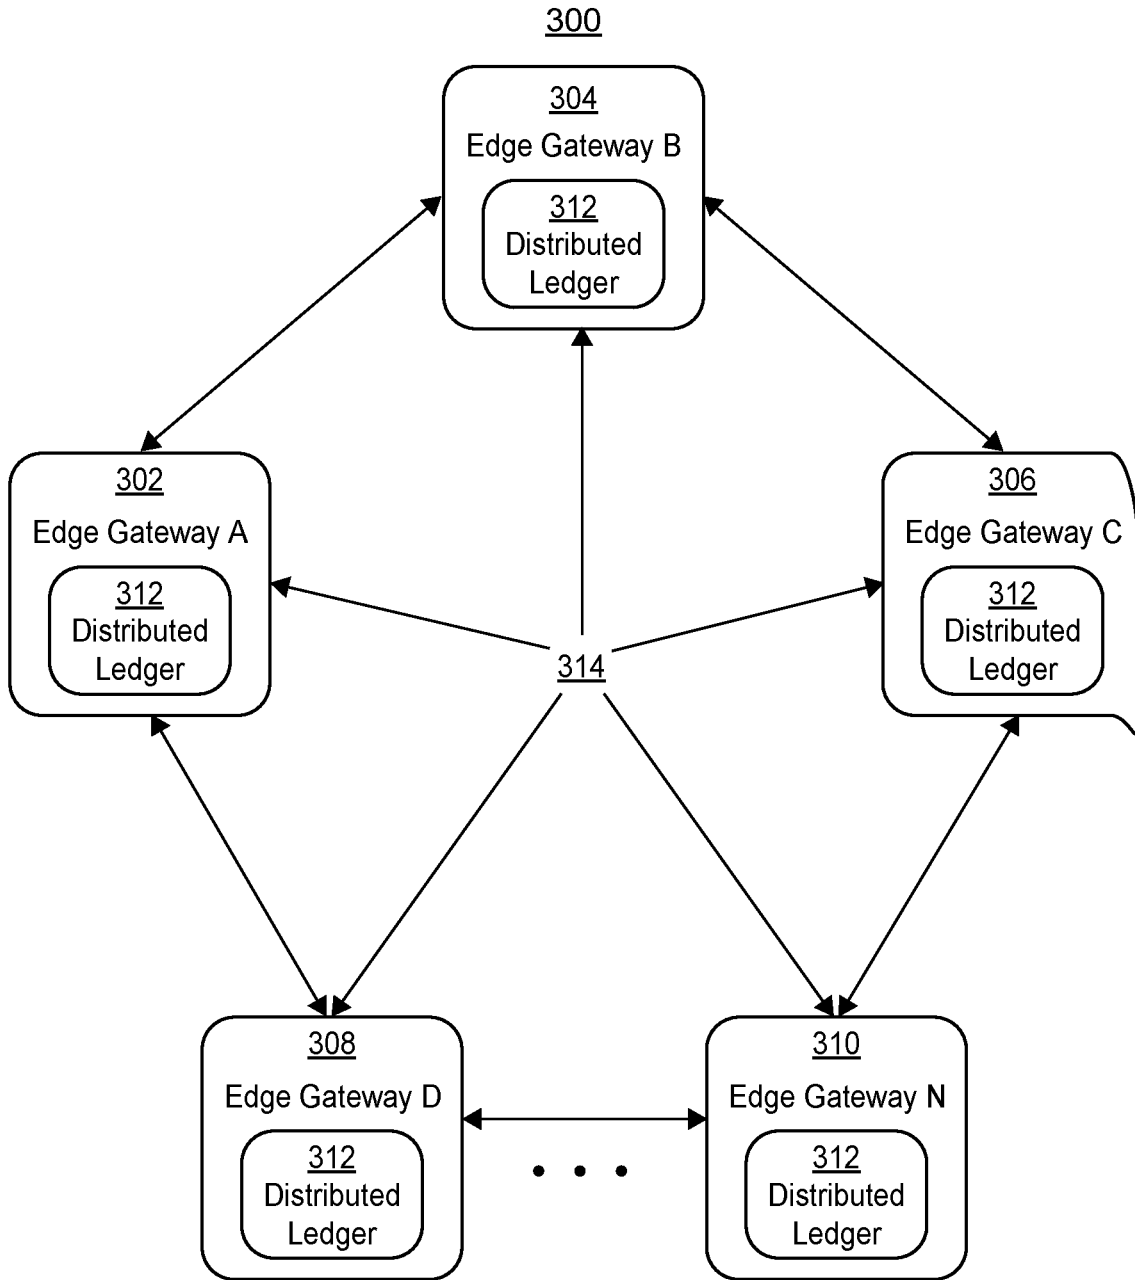 300
304
Edge Gateway B
312
Distributed
Ledger
302
Edge Gateway A
312
Distributed
Ledger
306
Edge Gateway C
312
Distributed
Ledger
314
308
Edge Gateway D
312
Distributed
Ledger
310
Edge Gateway N
312
Distributed
Ledger